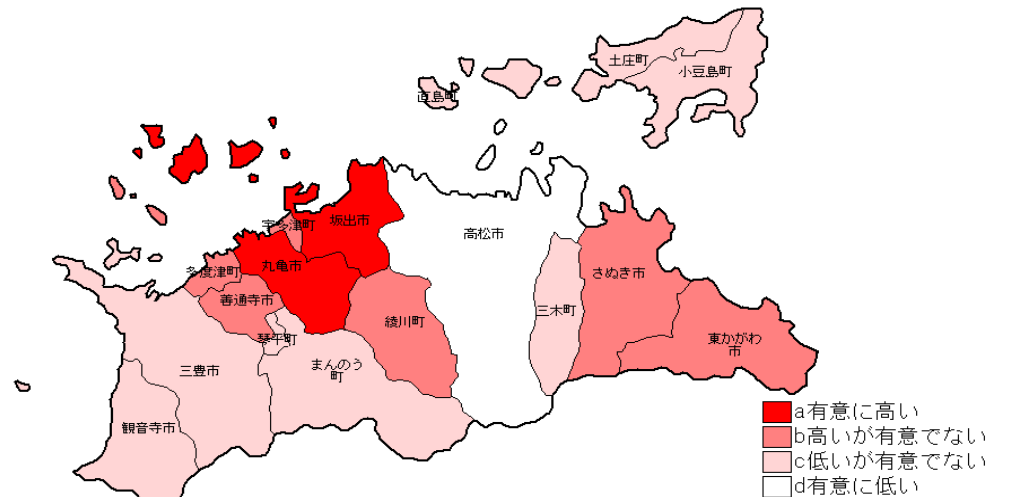 土庄町
小豆島町
直島町
宇多津町
坂出市
高松市
丸亀市
多度津町
さぬき市
善通寺市
三木町
綾川町
琴平町
東かがわ
市
まんのう
町
三豊市
観音寺市
a有意に高い
b高いが有意でない
c低いが有意でない
d有意に低い